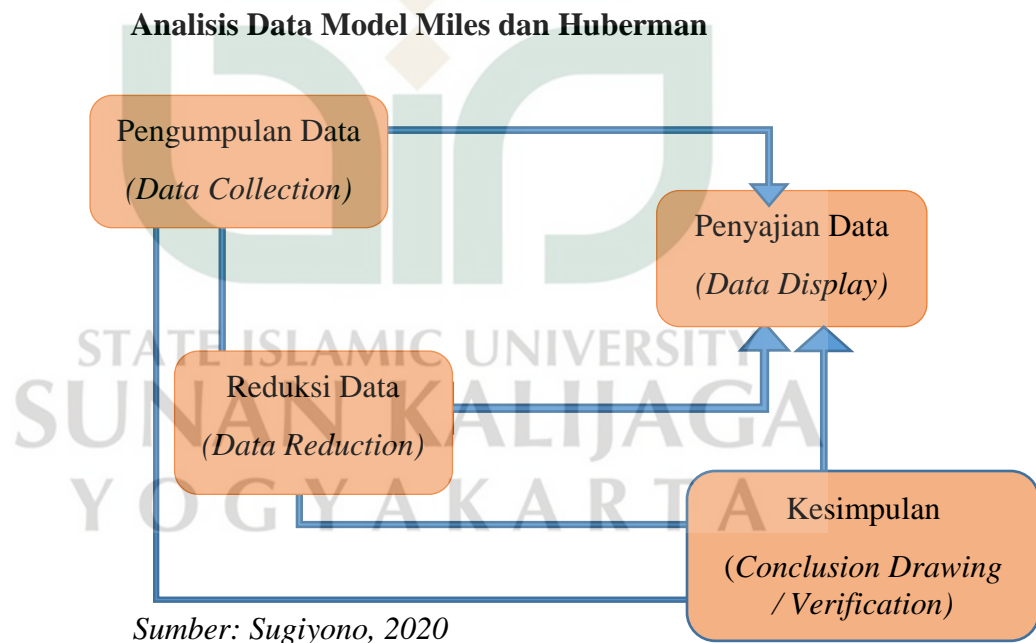 Analisis Data Model Miles dan Huberman
Pengumpulan Data
(Data Collection)
Penyajian Data
(Data Display)
STATE ISLAMIC UNIVERSITY
SUNAN KALIJAGA
YOGYAKARTA
Reduksi Data
(Data Reduction)
Kesimpulan
(Conclusion Drawing
/ Verification)
Sumber: Sugiyono, 2020